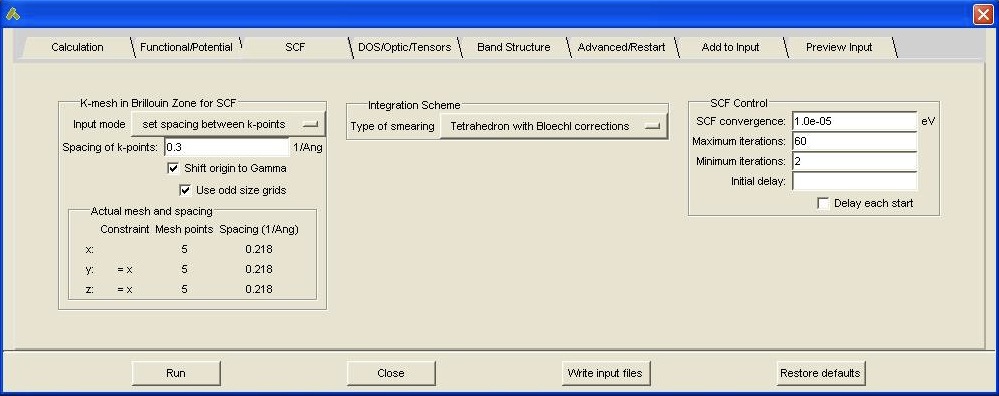 Calculation Functional/Potential SCF DOS/Optic/Tensors Band Structure Advanced/Restart Add to Input Preview Input
K-mesh in Brillouin Zone for SCF
Input mode set spacing between k-points
Spacing of k-points: 0.3 1/Ang
Shift origin to Gamma
Use odd size grids
Actual mesh and spacing
Constraint Mesh points Spacing (1/Ang)
x: 5 0.218
y: = x 5 0.218
z: = x 5 0.218
Integration Scheme
Type of smearing Tetrahedron with Bloechl corrections
SCF Control
SCF convergence: 1.0e-05 eV
Maximum iterations: 60
Minimum iterations: 2
Initial delay:
Delay each start
Run Close Write input files Restore defaults